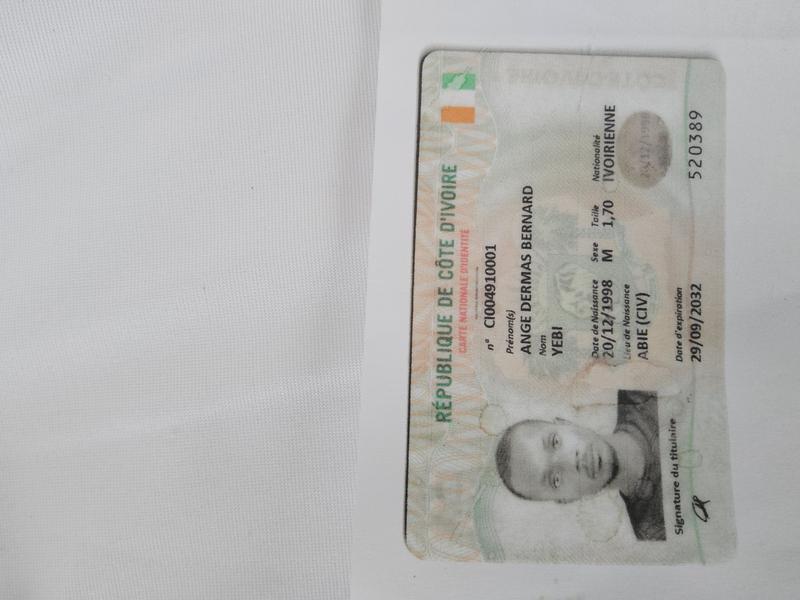 RÉPUBLIQUE DE CÔTE D'IVOIRE
CARTE NATIONALE D'IDENTITÉ
n° CI004910001
Prénom(s)
ANGE DERMAS BERNARD
Nom
YEBI
Date de Naissance Sexe Taille Nationalité
20/12/1998 M 1,70 IVOIRIENNE
Lieu de Naissance
ABIE (CIV)
Date d'expiration
29/09/2032
520389
Signature du titulaire